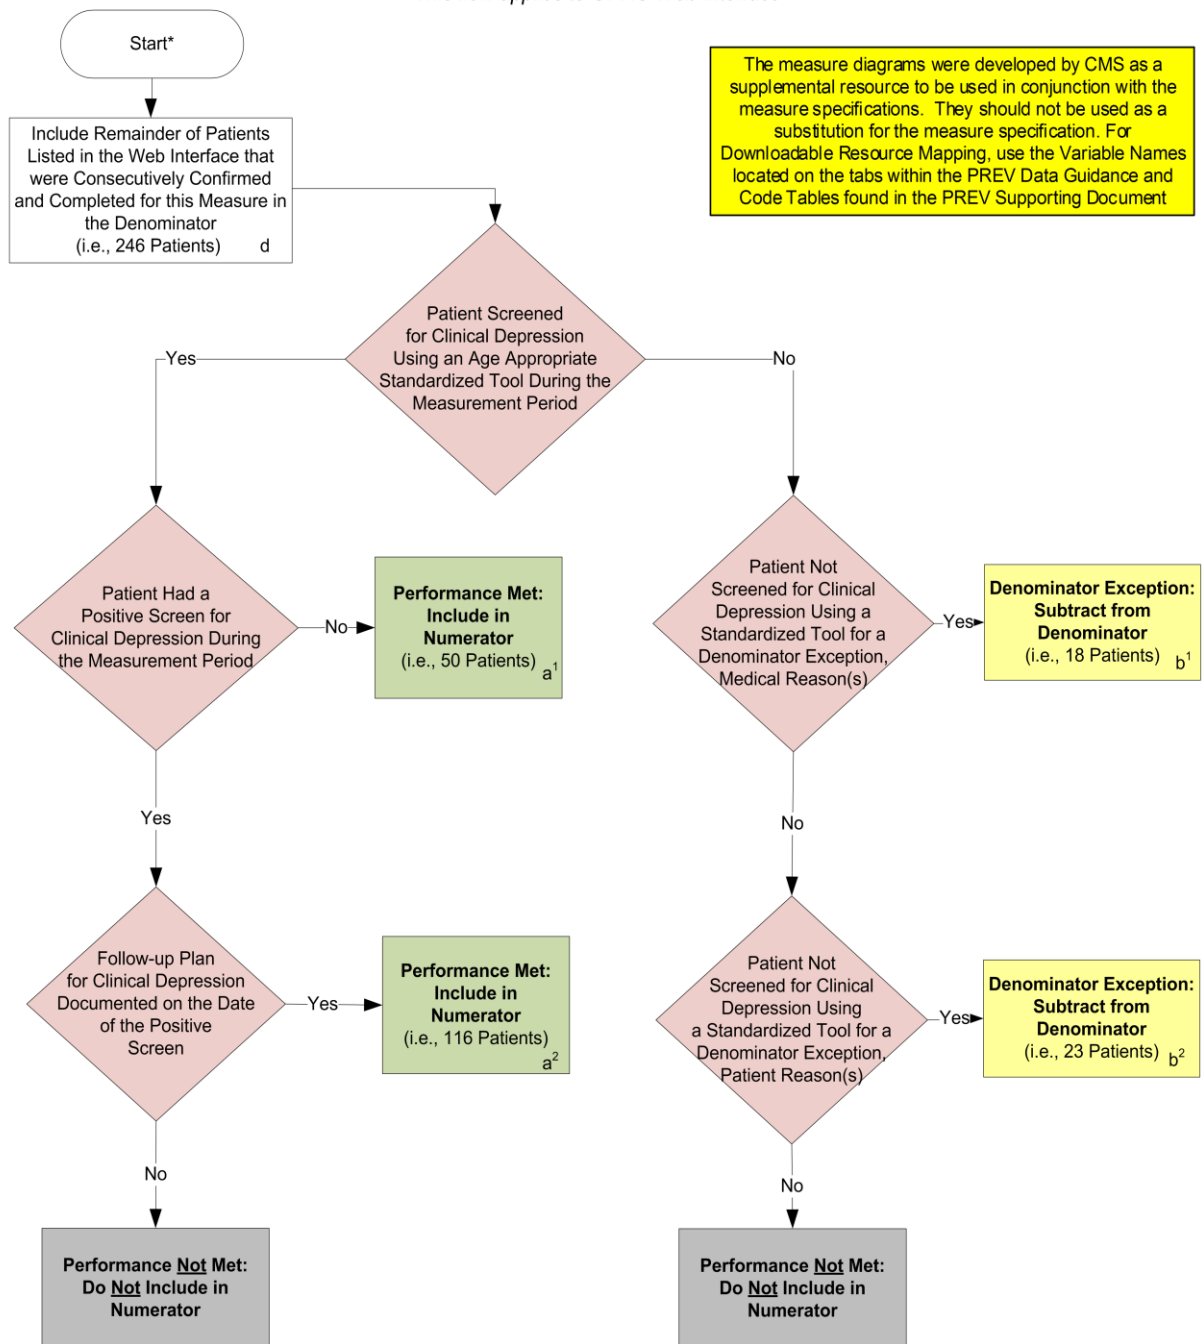 Start*
The measure diagrams were developed by CMS as a
supplemental resource to be used in conjunction with the
measure specifications. They should not be used as a
substitution for the measure specification. For
Downloadable Resource Mapping, use the Variable Names
located on the tabs within the PREV Data Guidance and
Code Tables found in the PREV Supporting Document
Include Remainder of Patients
Listed in the Web Interface that
were Consecutively Confirmed
and Completed for this Measure in
the Denominator
(i.e., 246 Patients) d
Patient Screened
for Clinical Depression
Using an Age Appropriate
Standardized Tool During the
Measurement Period
Yes
No
Patient Had a
Positive Screen for
Clinical Depression During
the Measurement Period
No
Performance Met:
Include in
Numerator
(i.e., 50 Patients) a¹
Patient Not
Screened for Clinical
Depression Using a
Standardized Tool for a
Denominator Exception,
Medical Reason(s)
Yes
Denominator Exception:
Subtract from
Denominator
(i.e., 18 Patients) b¹
Yes
No
Follow-up Plan
for Clinical Depression
Documented on the Date
of the Positive
Screen
Yes
Performance Met:
Include in
Numerator
(i.e., 116 Patients) a²
Patient Not
Screened for Clinical
Depression Using
a Standardized Tool for a
Denominator Exception,
Patient Reason(s)
Yes
Denominator Exception:
Subtract from
Denominator
(i.e., 23 Patients) b²
No
No
Performance Not Met:
Do Not Include in
Numerator
Performance Not Met:
Do Not Include in
Numerator